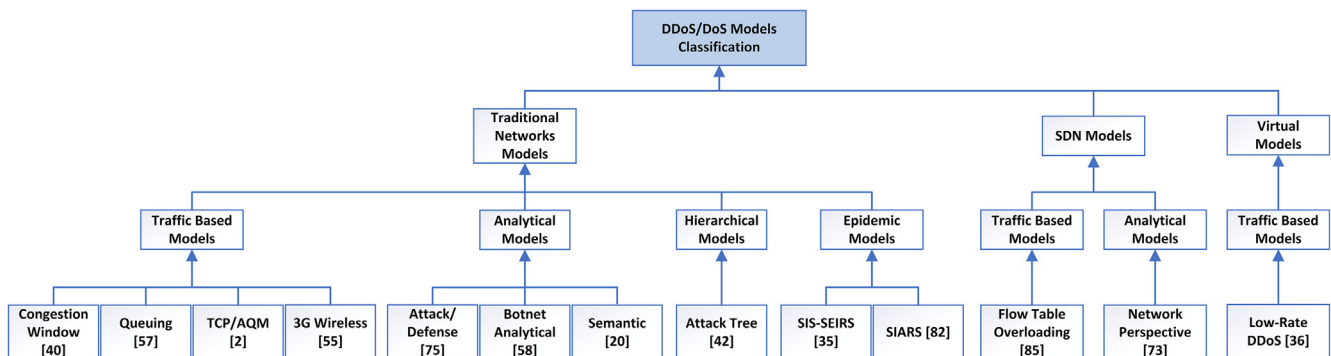 DDoS/DoS Models
Classification
Traditional
Networks
Models
SDN Models
Virtual
Models
Traffic Based
Models
Analytical
Models
Hierarchical
Models
Epidemic
Models
Traffic
Based Models
Analytical
Models
Traffic
Based Models
Congestion
Window
[40]
Queuing
[57]
TCP/AQM
[2]
3G Wireless
[55]
Attack/
Defense
[75]
Botnet
Analytical
[58]
Semantic
[20]
Attack Tree
[42]
SIS-SEIRS
[35]
SIARS [82]
Flow Table
Overloading
[85]
Network
Perspective
[73]
Low-Rate
DDoS [36]